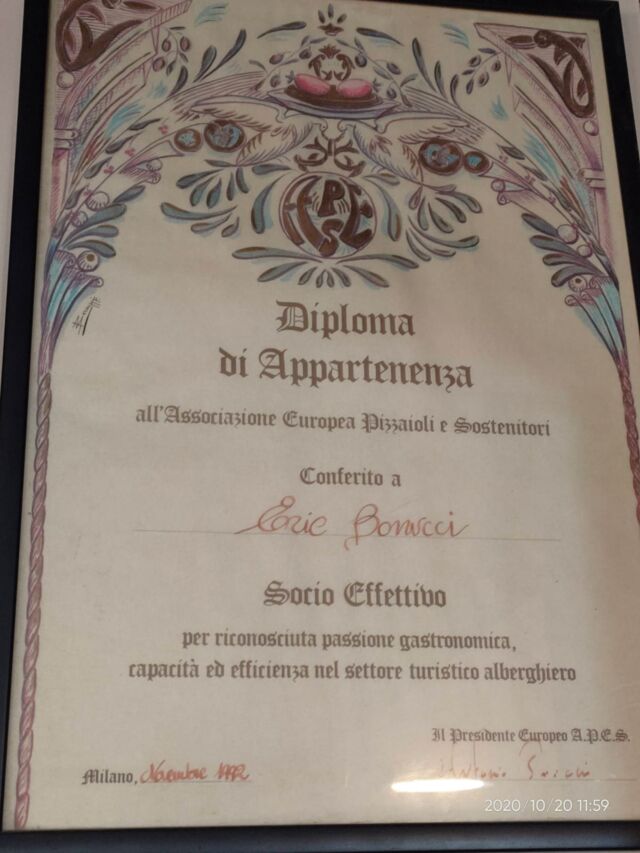 Diploma
di Appartenenza
all'Associazione Europea Pizzaioli e Sostenitori
Conferito a
Eric Bonucci
Socio Effettivo
per riconosciuta passione gastronomica,
capacità ed efficienza nel settore turistico alberghiero
Il Presidente Europeo A.P.E.S.
Milano, Novembre 1992
Antonio
2020/10/20 11:59